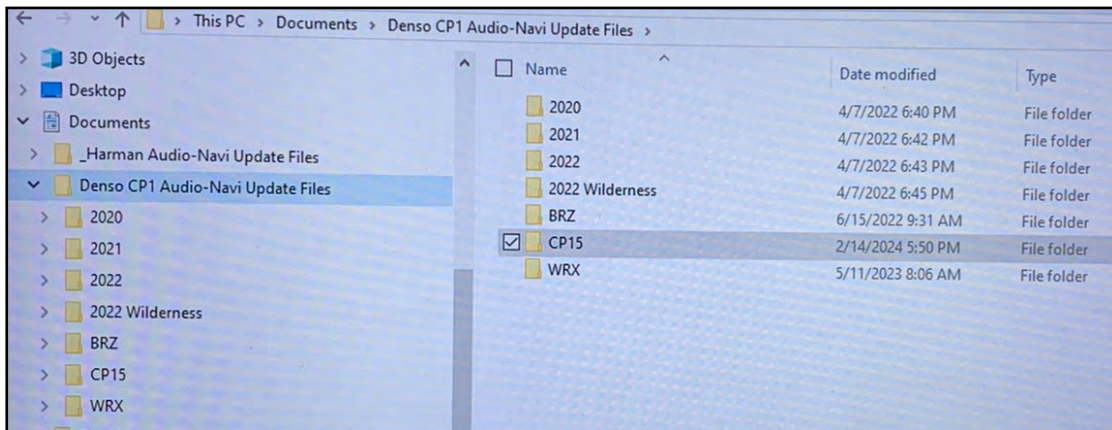 This PC > Documents > Denso CP1 Audio-Navi Update Files >
3D Objects
Desktop
Documents
_Harman Audio-Navi Update Files
Denso CP1 Audio-Navi Update Files
2020
2021
2022
2022 Wilderness
BRZ
CP15
WRX
Name Date modified Type
2020 4/7/2022 6:40 PM File folder
2021 4/7/2022 6:42 PM File folder
2022 4/7/2022 6:43 PM File folder
2022 Wilderness 4/7/2022 6:45 PM File folder
BRZ 6/15/2022 9:31 AM File folder
CP15 2/14/2024 5:50 PM File folder
WRX 5/11/2023 8:06 AM File folder